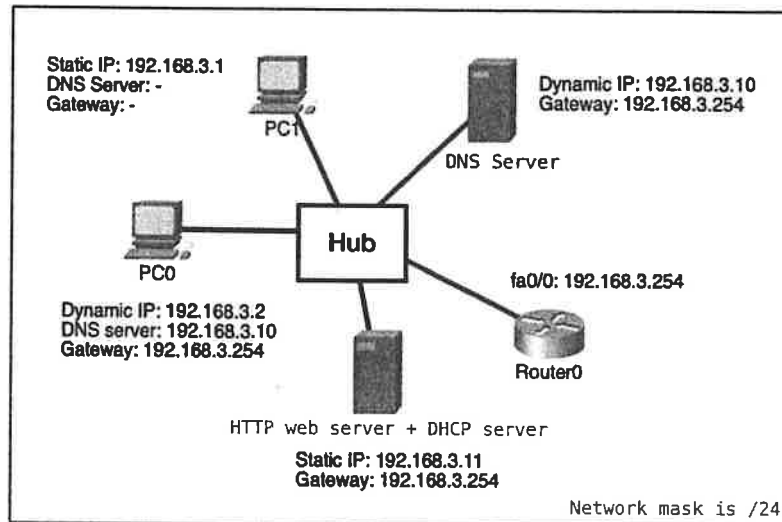 Static IP: 192.168.3.1
DNS Server: -
Gateway: -
PC1
Dynamic IP: 192.168.3.10
Gateway: 192.168.3.254
DNS Server
Hub
PC0
Dynamic IP: 192.168.3.2
DNS server: 192.168.3.10
Gateway: 192.168.3.254
fa0/0: 192.168.3.254
Router0
HTTP web server + DHCP server
Static IP: 192.168.3.11
Gateway: 192.168.3.254
Network mask is /24